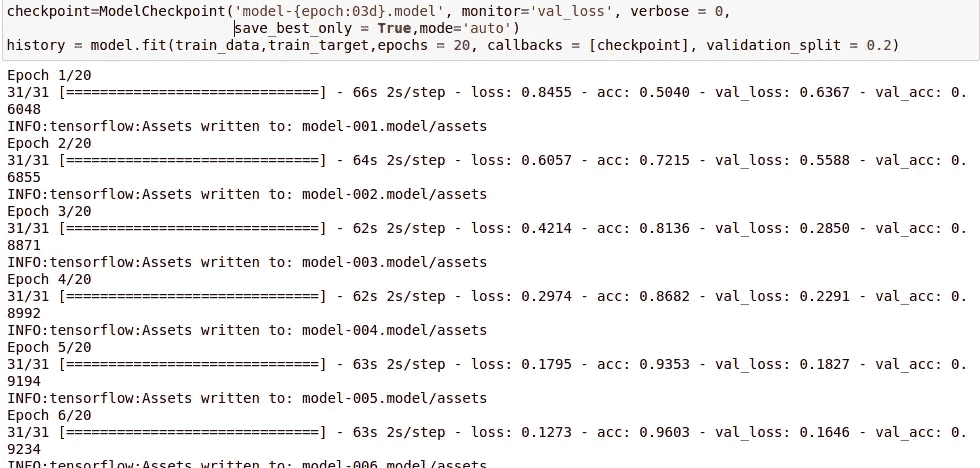 checkpoint=ModelCheckpoint('model-{epoch:03d}.model', monitor='val_loss', verbose = 0,
save_best_only = True,mode='auto')
history = model.fit(train_data,train_target,epochs = 20, callbacks = [checkpoint], validation_split = 0.2)
Epoch 1/20
31/31 [==============================] - 66s 2s/step - loss: 0.8455 - acc: 0.5040 - val_loss: 0.6367 - val_acc: 0.
6048
INFO:tensorflow:Assets written to: model-001.model/assets
Epoch 2/20
31/31 [==============================] - 64s 2s/step - loss: 0.6057 - acc: 0.7215 - val_loss: 0.5588 - val_acc: 0.
6855
INFO:tensorflow:Assets written to: model-002.model/assets
Epoch 3/20
31/31 [==============================] - 62s 2s/step - loss: 0.4214 - acc: 0.8136 - val_loss: 0.2850 - val_acc: 0.
8871
INFO:tensorflow:Assets written to: model-003.model/assets
Epoch 4/20
31/31 [==============================] - 62s 2s/step - loss: 0.2974 - acc: 0.8682 - val_loss: 0.2291 - val_acc: 0.
8992
INFO:tensorflow:Assets written to: model-004.model/assets
Epoch 5/20
31/31 [==============================] - 63s 2s/step - loss: 0.1795 - acc: 0.9353 - val_loss: 0.1827 - val_acc: 0.
9194
INFO:tensorflow:Assets written to: model-005.model/assets
Epoch 6/20
31/31 [==============================] - 63s 2s/step - loss: 0.1273 - acc: 0.9603 - val_loss: 0.1646 - val_acc: 0.
9234
INFO:tensorflow:Assets written to: model-006.model/assets